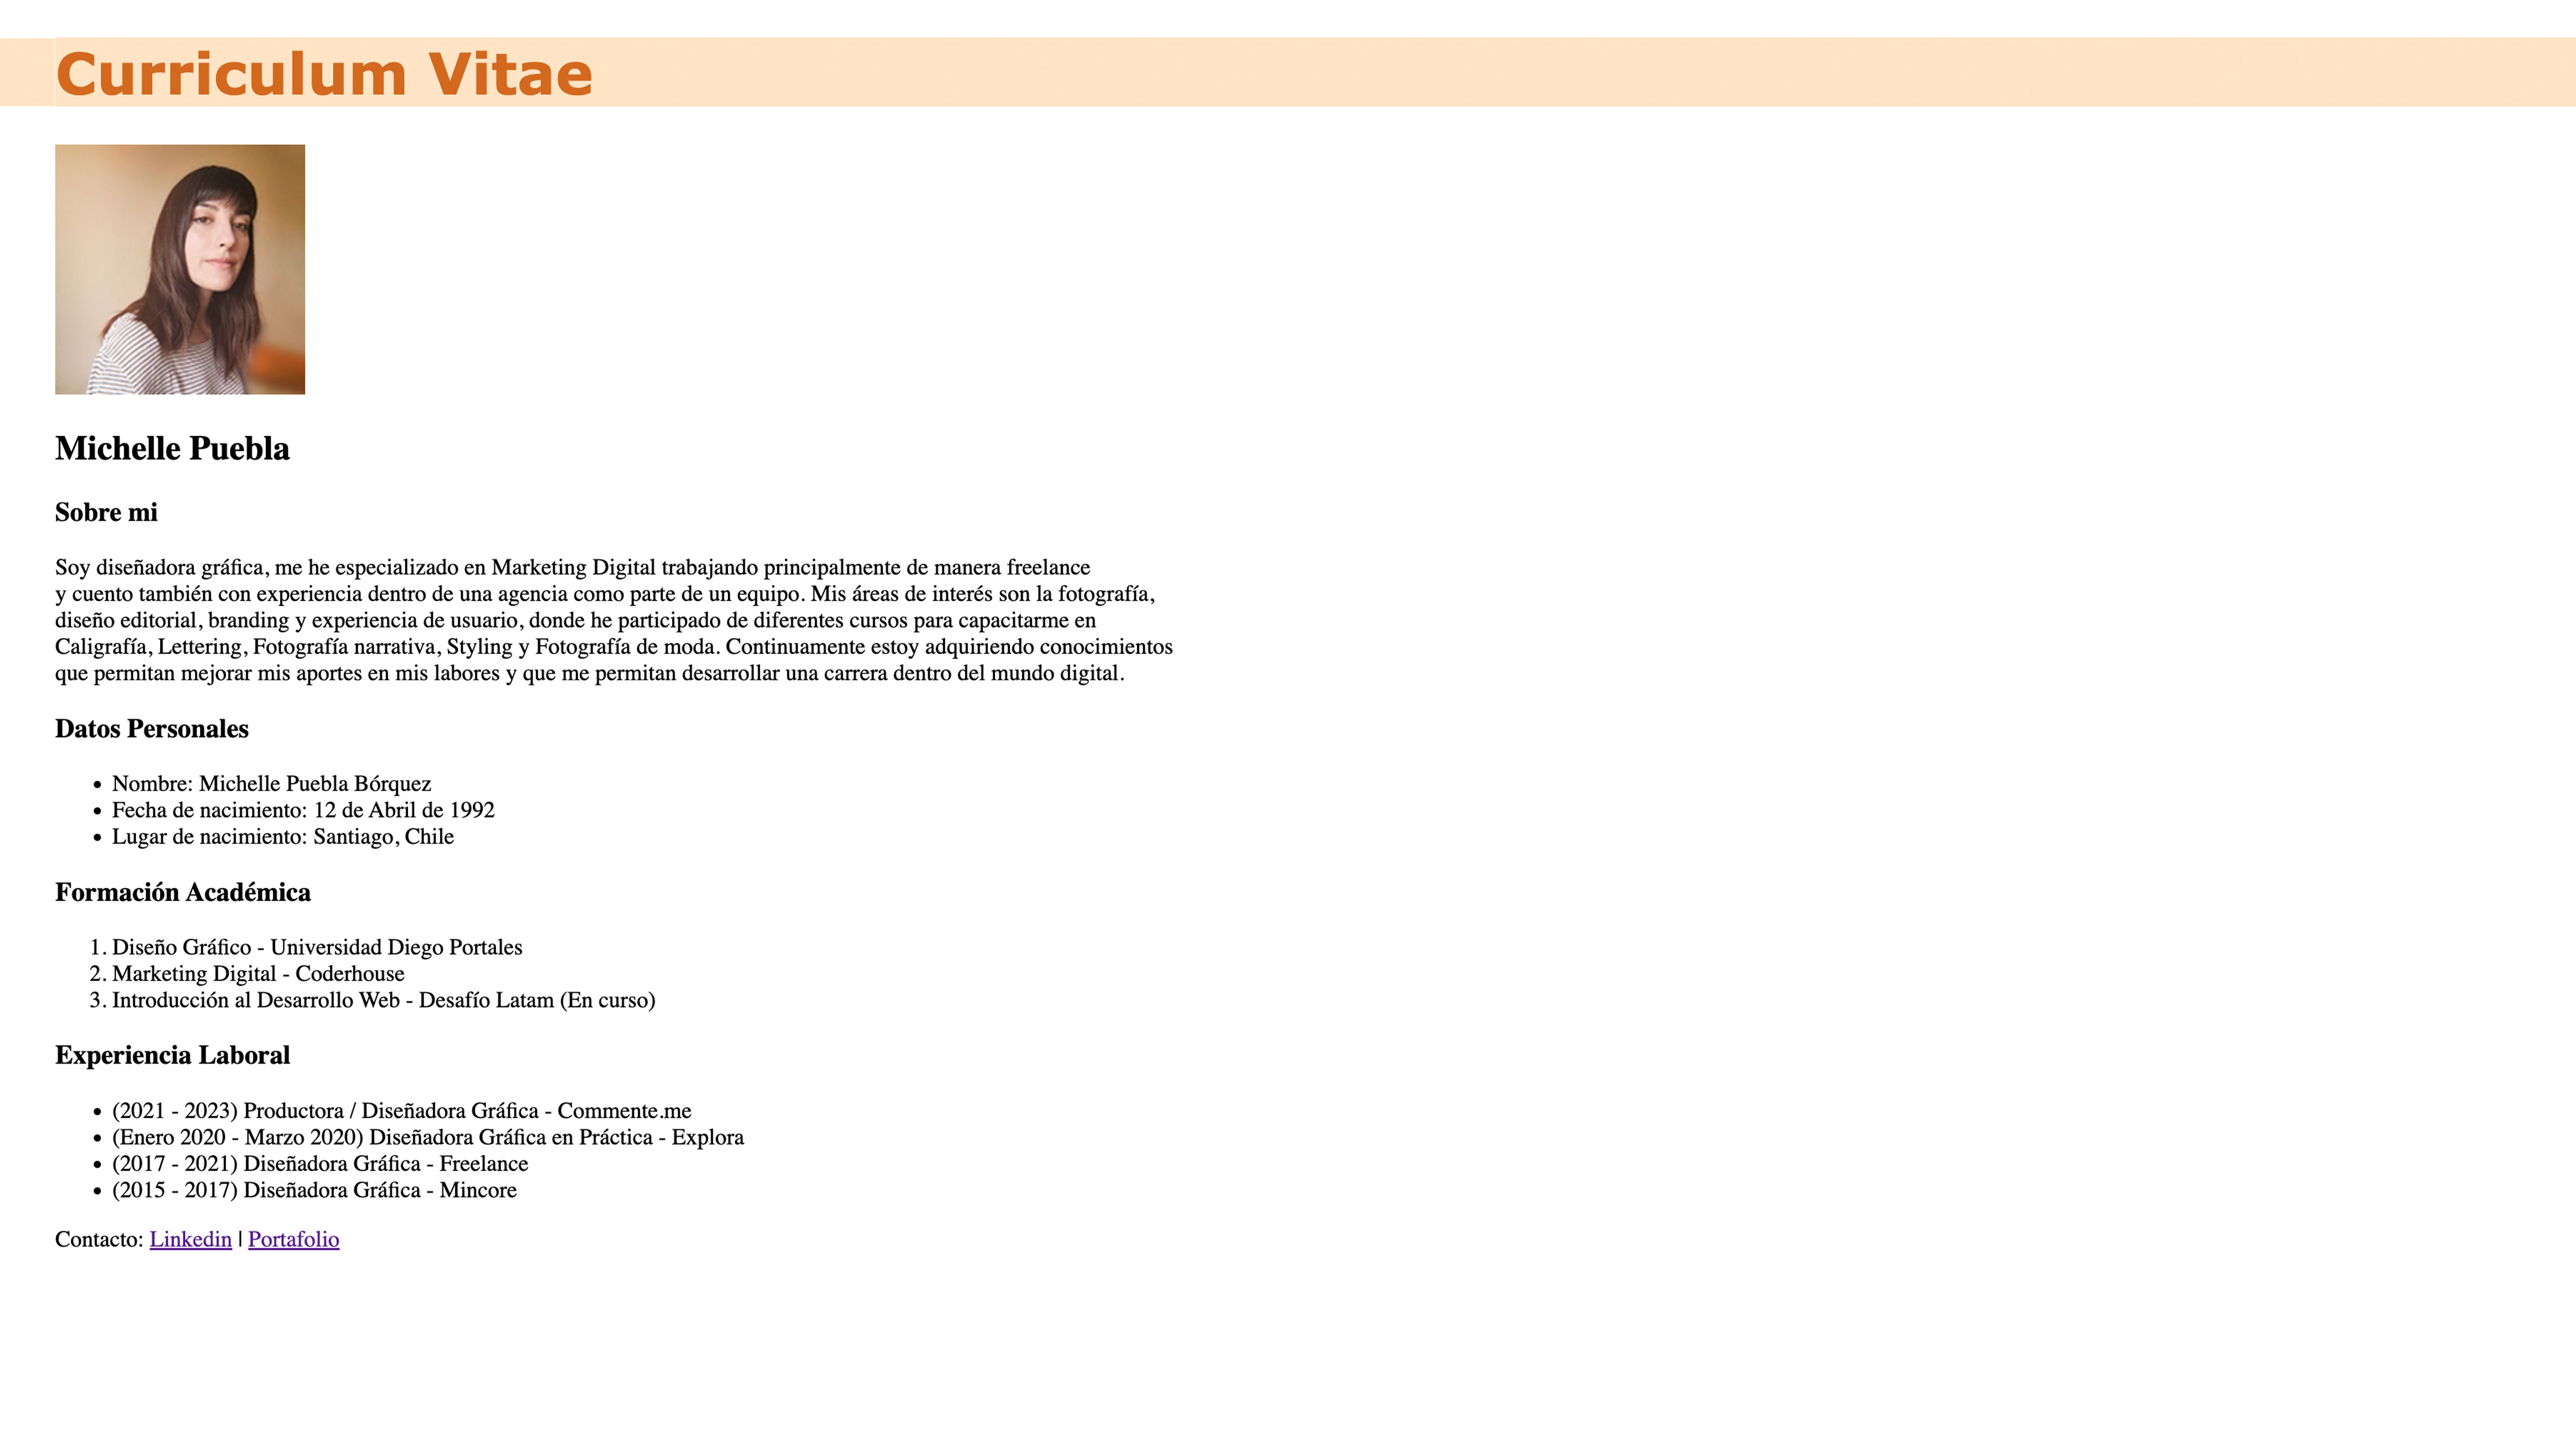 Curriculum Vitae
Michelle Puebla
Sobre mi
Soy diseñadora gráfica, me he especializado en Marketing Digital trabajando principalmente de manera freelance
y cuento también con experiencia dentro de una agencia como parte de un equipo. Mis áreas de interés son la fotografía,
diseño editorial, branding y experiencia de usuario, donde he participado de diferentes cursos para capacitarme en
Caligrafía, Lettering, Fotografía narrativa, Styling y Fotografía de moda. Continuamente estoy adquiriendo conocimientos
que permitan mejorar mis aportes en mis labores y que me permitan desarrollar una carrera dentro del mundo digital.
Datos Personales
• Nombre: Michelle Puebla Bórquez
• Fecha de nacimiento: 12 de Abril de 1992
• Lugar de nacimiento: Santiago, Chile
Formación Académica
1. Diseño Gráfico - Universidad Diego Portales
2. Marketing Digital - Coderhouse
3. Introducción al Desarrollo Web - Desafío Latam (En curso)
Experiencia Laboral
• (2021 - 2023) Productora / Diseñadora Gráfica - Commente.me
• (Enero 2020 - Marzo 2020) Diseñadora Gráfica en Práctica - Explora
• (2017 - 2021) Diseñadora Gráfica - Freelance
• (2015 - 2017) Diseñadora Gráfica - Mincore
Contacto: Linkedin | Portafolio